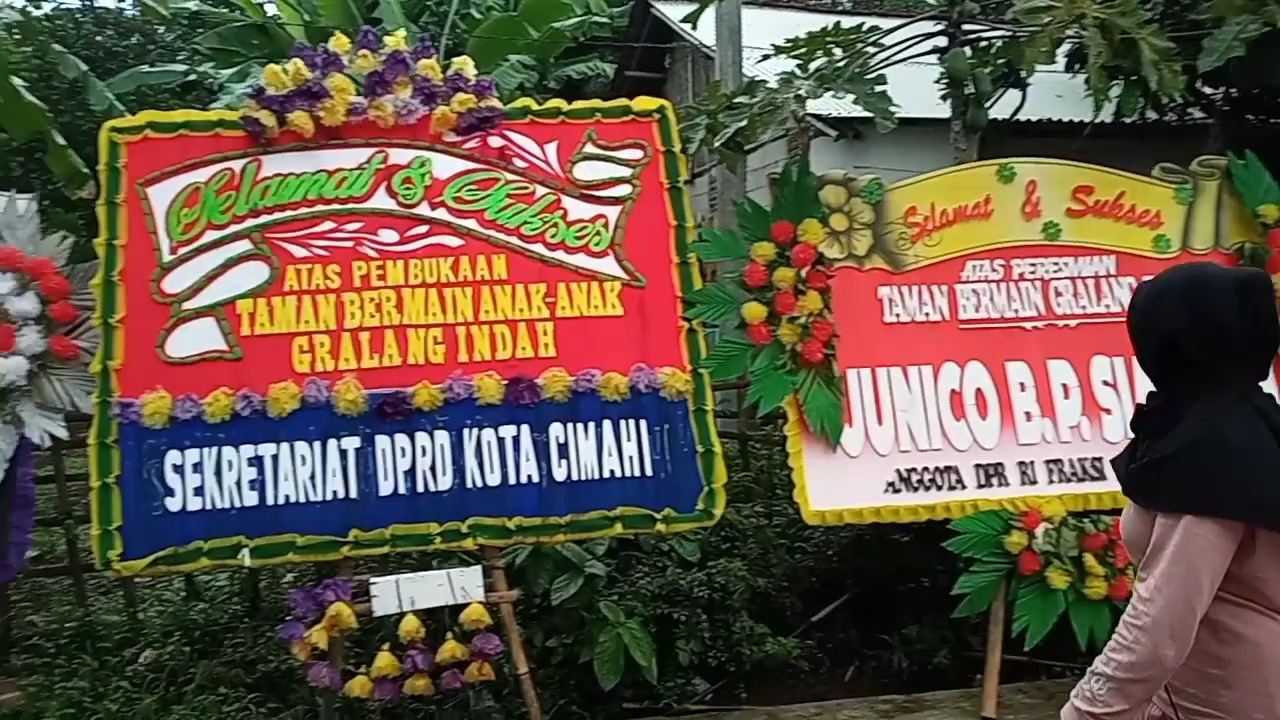 Selamat & Sukses
ATAS PEMBUKAAN
TAMAN BERMAIN ANAK-ANAK
GRALANG INDAH
SEKRETARIAT DPRD KOTA CIMAHI
Selamat & Sukses
ATAS PERESMIAN
TAMAN BERMAIN GRALANG
JUNICO B.P.
ANGGOTA DPR RI FRAKSI